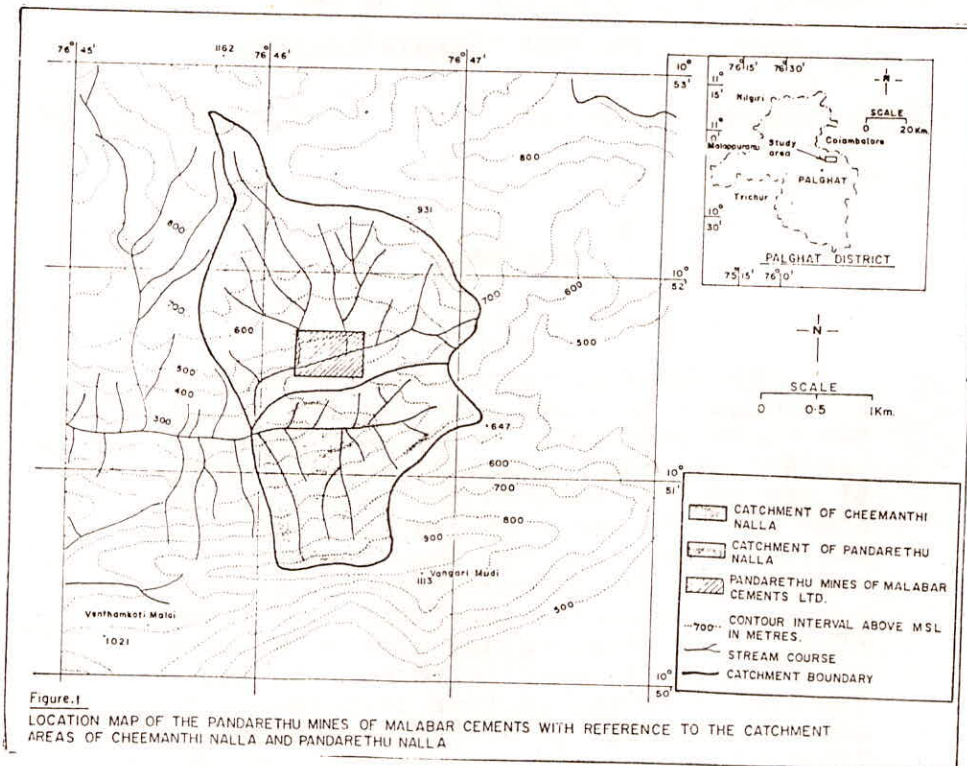 76° 45'
1162
76° 46'
76° 47'
10° 53'
800
931
800
700
600
10° 52'
700
600
500
500
400
300
647
600
700
10° 51'
800
900
Vangari Mudi
1113
500
Venthamkoti Malai
1021
10° 50'
76° 15' 76° 30'
11° 15'
Nilgiri
N
SCALE
0 20 Km.
11° 0'
Coimbatore
Malappuram
Study area
PALGHAT
Trichur
10° 30'
PALGHAT DISTRICT
75° 15' 76° 0'
N
SCALE
0 0·5 1Km.
CATCHMENT OF CHEEMANTHI
NALLA
CATCHMENT OF PANDARETHU
NALLA
PANDARETHU MINES OF MALABAR
CEMENTS LTD.
700 CONTOUR INTERVAL ABOVE MSL
IN METRES.
STREAM COURSE
CATCHMENT BOUNDARY
Figure.1
LOCATION MAP OF THE PANDARETHU MINES OF MALABAR CEMENTS WITH REFERENCE TO THE CATCHMENT
AREAS OF CHEEMANTHI NALLA AND PANDARETHU NALLA